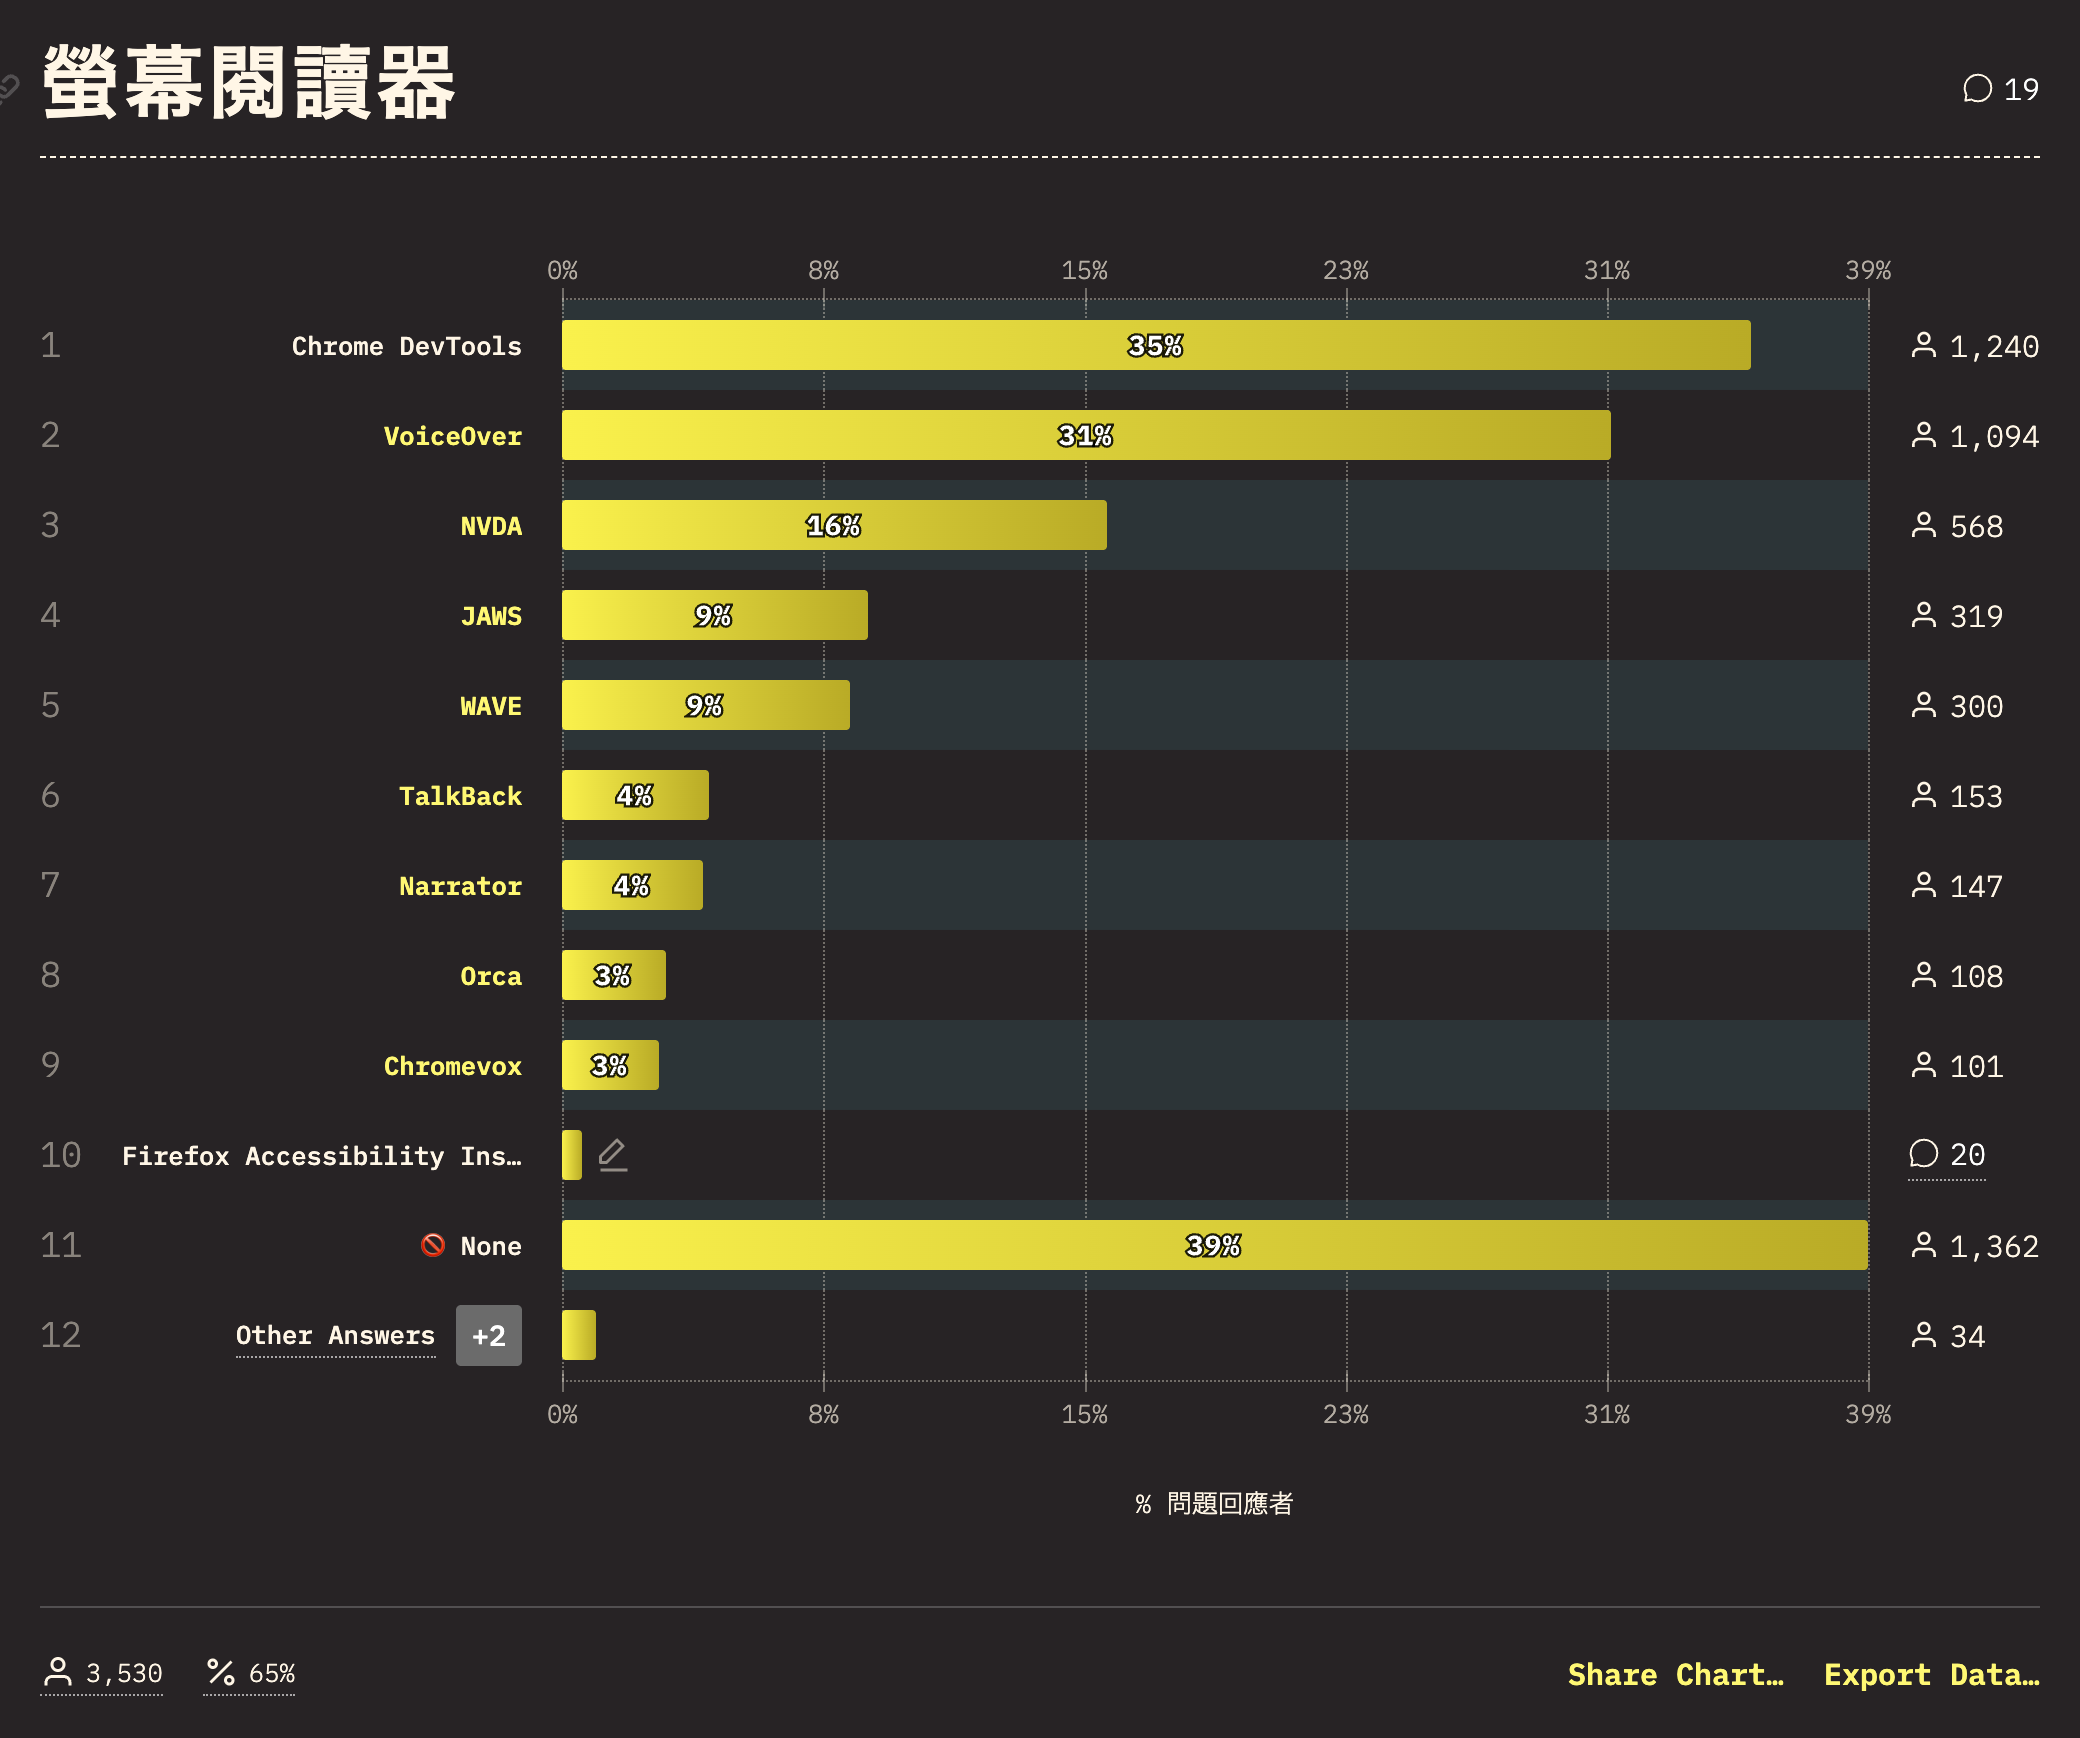 螢幕閱讀器
19
0% 8% 15% 23% 31% 39%
1 Chrome DevTools 35% 1,240
2 VoiceOver 31% 1,094
3 NVDA 16% 568
4 JAWS 9% 319
5 WAVE 9% 300
6 TalkBack 4% 153
7 Narrator 4% 147
8 Orca 3% 108
9 Chromevox 3% 101
10 Firefox Accessibility Ins… 20
11 🚫 None 39% 1,362
12 Other Answers +2 34
0% 8% 15% 23% 31% 39%
% 問題回應者
3,530 % 65% Share Chart… Export Data…